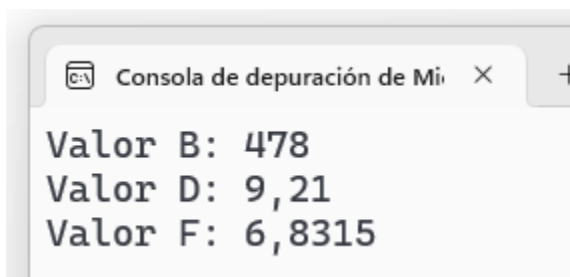 Consola de depuración de Mi
Valor B: 478
Valor D: 9,21
Valor F: 6,8315